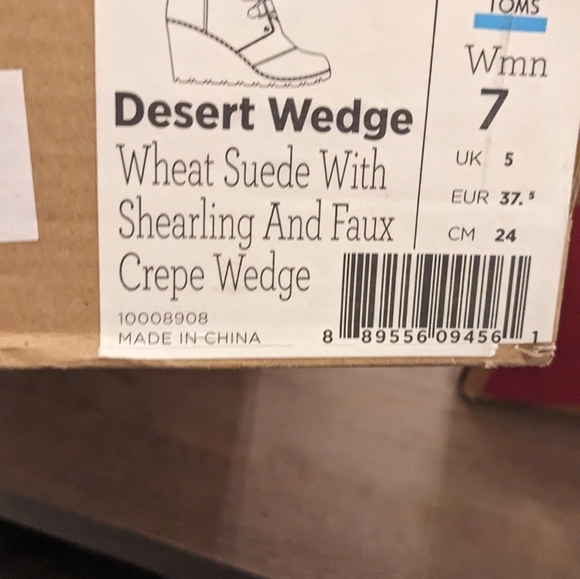 TOMS
Wmn
7
UK 5
EUR 37.5
CM 24
Desert Wedge
Wheat Suede With
Shearling And Faux
Crepe Wedge
10008908
MADE IN CHINA
8 89556 09456 1